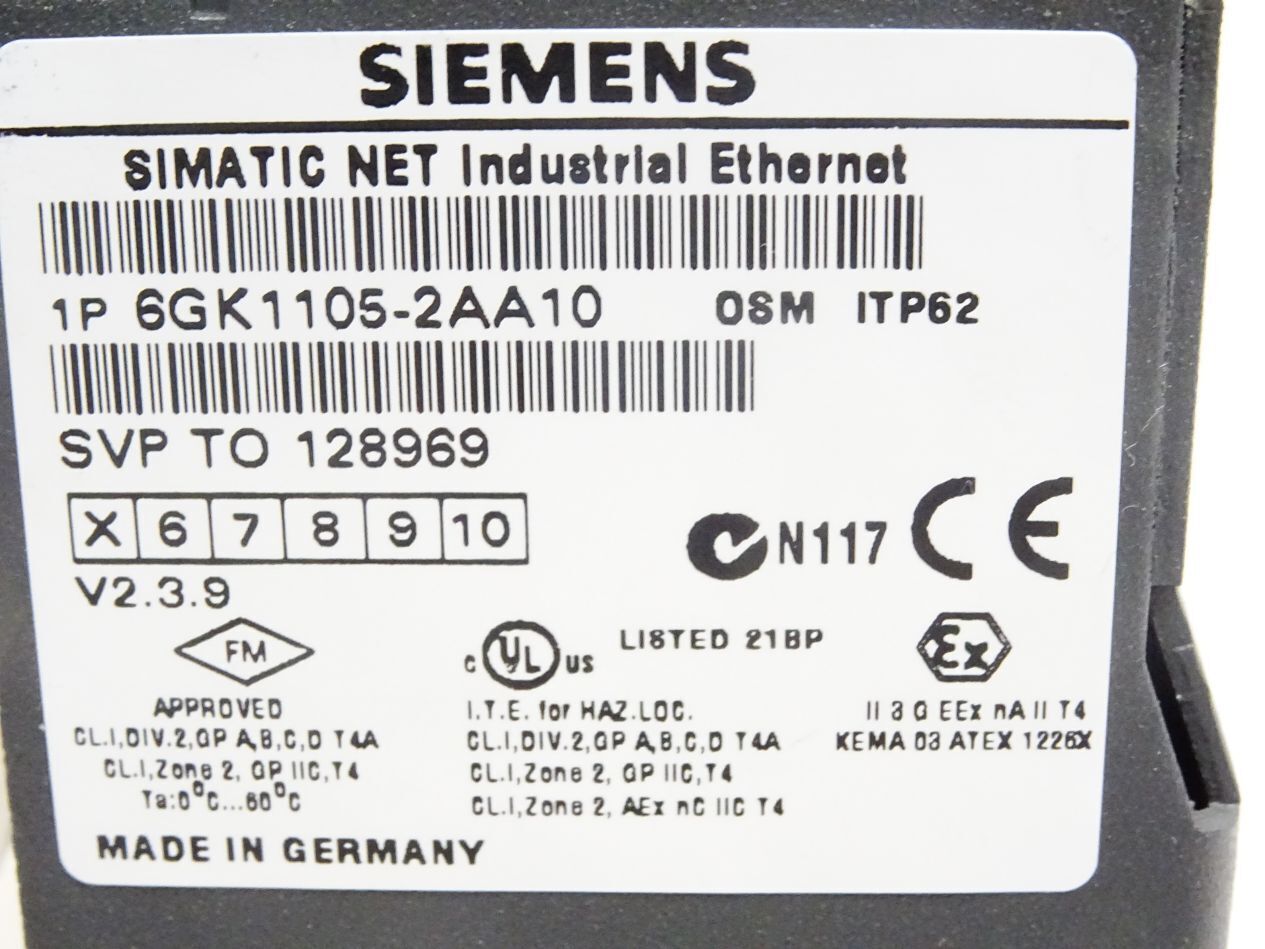 SIEMENS
SIMATIC NET Industrial Ethernet
1P 6GK1105-2AA10 OSM ITP62
SVP TO 128969
X 6 7 8 9 10
N117 CE
V2.3.9
FM
APPROVED
CL.I,DIV.2,GP A,B,C,D T4A
CL.I,Zone 2, GP IIC,T4
Ta:0°C...60°C
c UL us LISTED 21BP
I.T.E. for HAZ.LOC.
CL.I,DIV.2,GP A,B,C,D T4A
CL.I,Zone 2, GP IIC,T4
CL.I,Zone 2, AEx nC IIC T4
Ex
II 3 G EEx nA II T4
KEMA 03 ATEX 1226X
MADE IN GERMANY